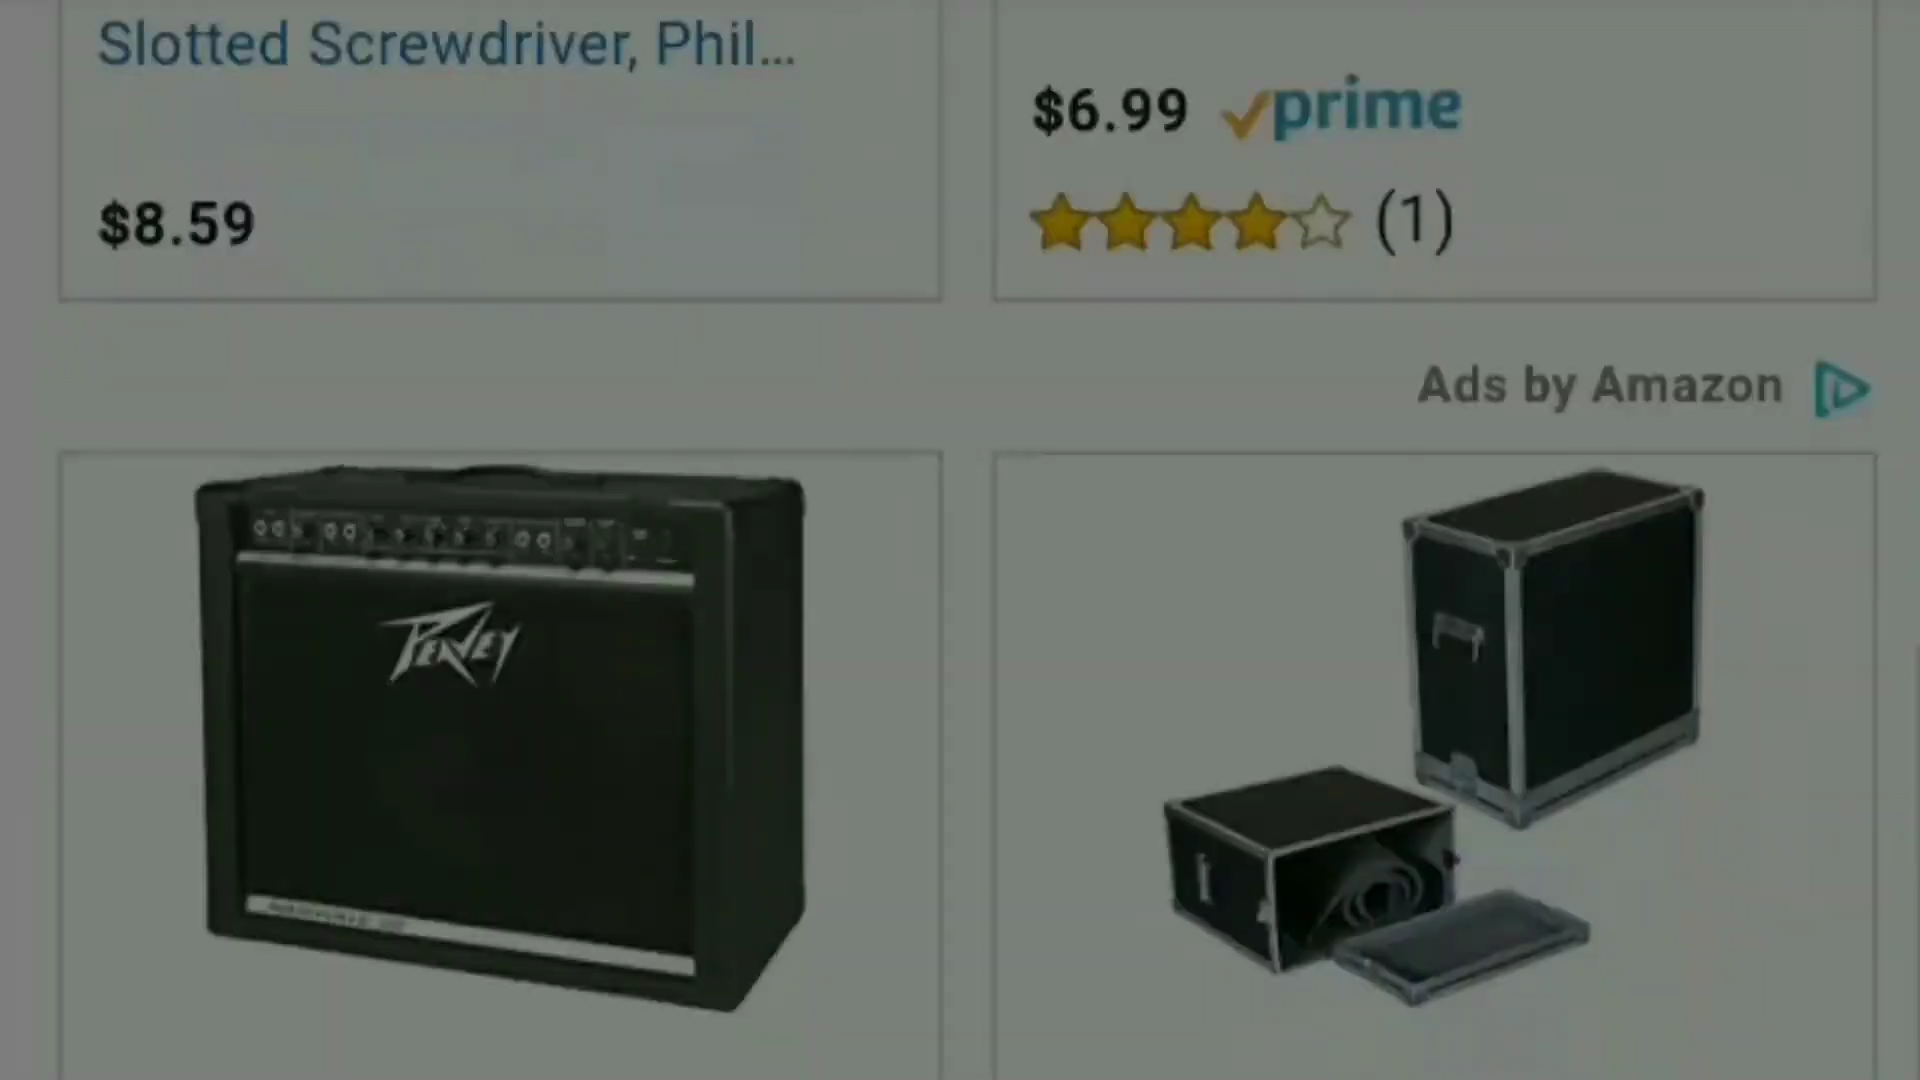 Slotted Screwdriver, Phil...
$8.59
$6.99 prime
(1)
Ads by Amazon
PEAVEY